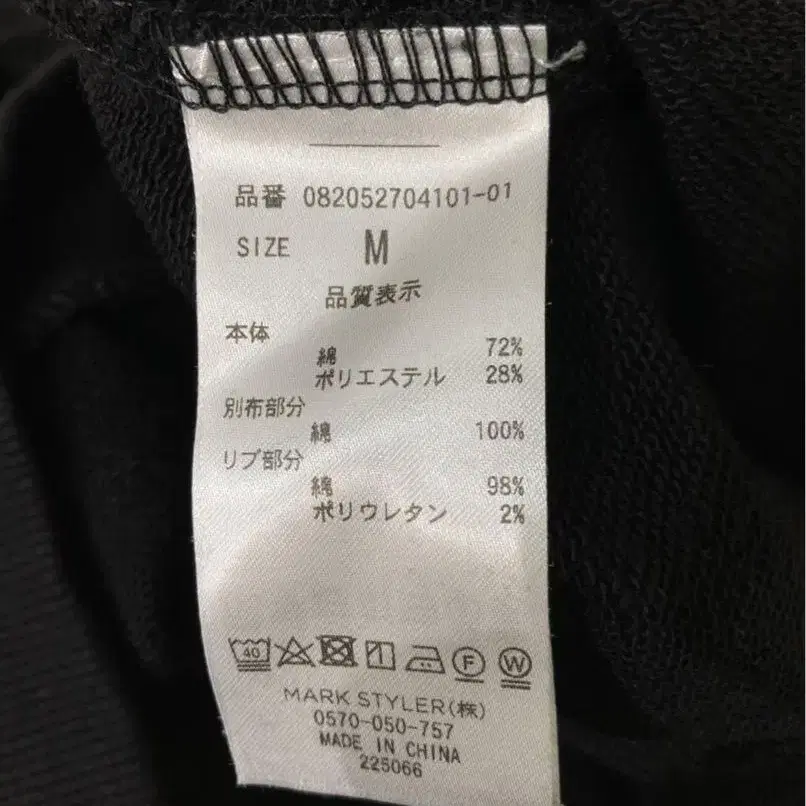 品番 082052704101-01
SIZE M
品質表示
本体
綿 72%
ポリエステル 28%
別布部分
綿 100%
リブ部分
綿 98%
ポリウレタン 2%
40 F W
MARK STYLER(株)
0570-050-757
MADE IN CHINA
225066